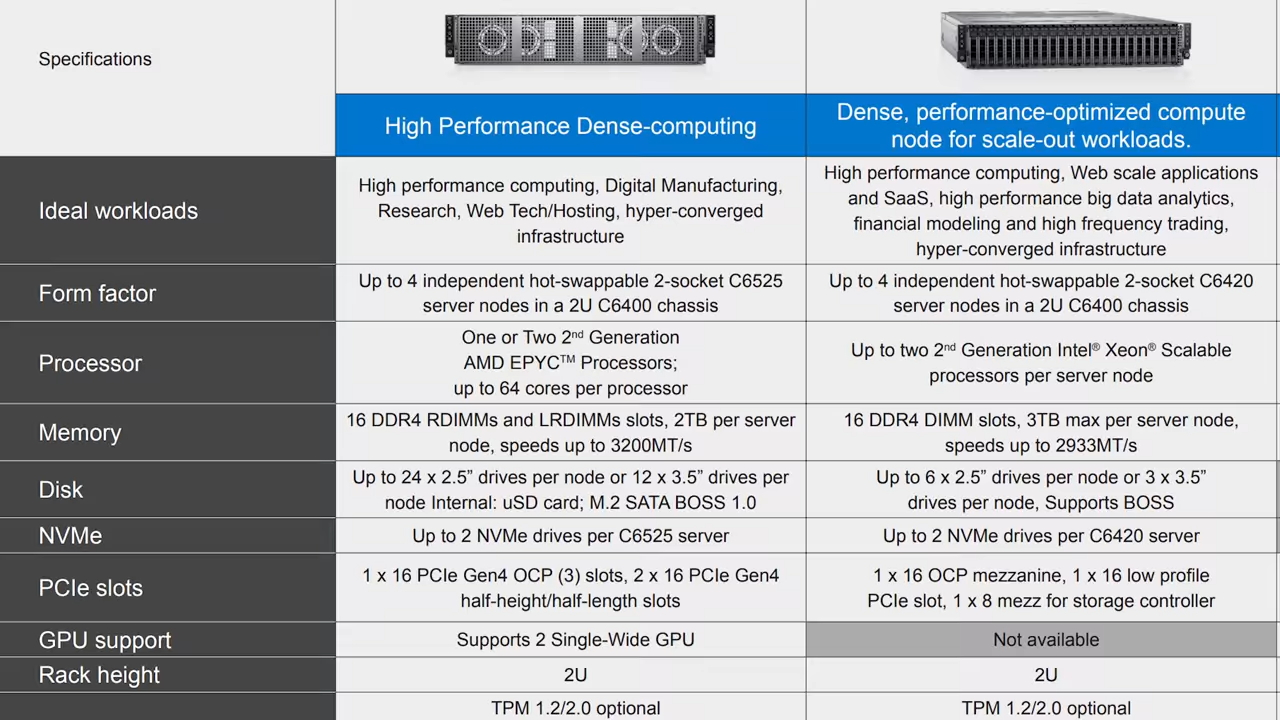 Specifications
High Performance Dense-computing
Dense, performance-optimized compute
node for scale-out workloads.
Ideal workloads
High performance computing, Digital Manufacturing,
Research, Web Tech/Hosting, hyper-converged
infrastructure
High performance computing, Web scale applications
and SaaS, high performance big data analytics,
financial modeling and high frequency trading,
hyper-converged infrastructure
Form factor
Up to 4 independent hot-swappable 2-socket C6525
server nodes in a 2U C6400 chassis
Up to 4 independent hot-swappable 2-socket C6420
server nodes in a 2U C6400 chassis
Processor
One or Two 2nd Generation
AMD EPYC™ Processors;
up to 64 cores per processor
Up to two 2nd Generation Intel® Xeon® Scalable
processors per server node
Memory
16 DDR4 RDIMMs and LRDIMMs slots, 2TB per server
node, speeds up to 3200MT/s
16 DDR4 DIMM slots, 3TB max per server node,
speeds up to 2933MT/s
Disk
Up to 24 x 2.5” drives per node or 12 x 3.5” drives per
node Internal: uSD card; M.2 SATA BOSS 1.0
Up to 6 x 2.5” drives per node or 3 x 3.5”
drives per node, Supports BOSS
NVMe
Up to 2 NVMe drives per C6525 server
Up to 2 NVMe drives per C6420 server
PCIe slots
1 x 16 PCIe Gen4 OCP (3) slots, 2 x 16 PCIe Gen4
half-height/half-length slots
1 x 16 OCP mezzanine, 1 x 16 low profile
PCIe slot, 1 x 8 mezz for storage controller
GPU support
Supports 2 Single-Wide GPU
Not available
Rack height
2U
2U
TPM 1.2/2.0 optional
TPM 1.2/2.0 optional